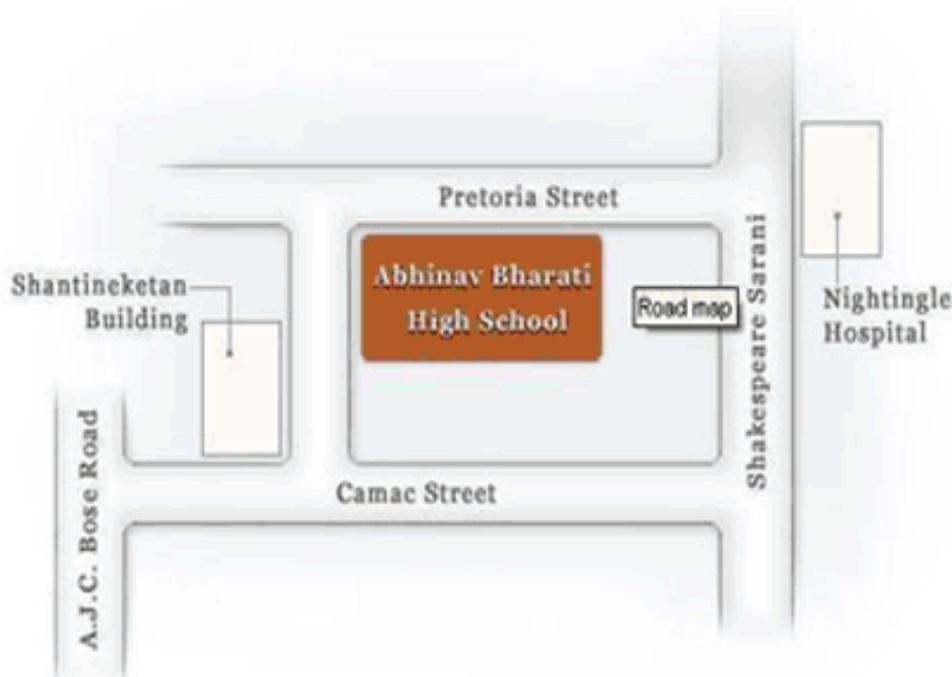 Pretoria Street
Abhinav Bharati
High School
Shantineketan
Building
Road map
Shakespeare Sarani
Nightingle
Hospital
A.J.C. Bose Road
Camac Street